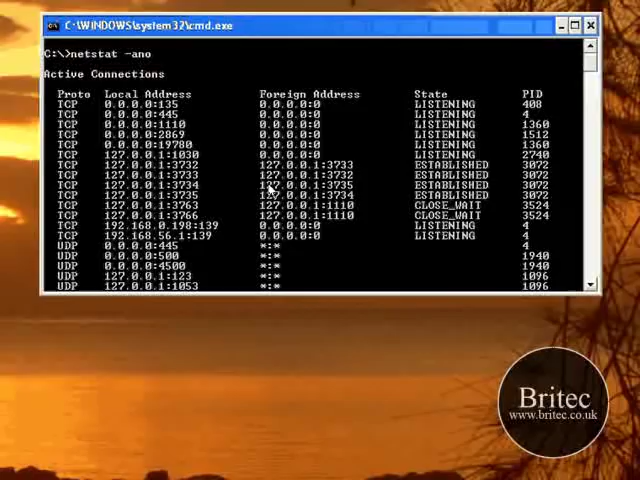 C:\WINDOWS\system32\cmd.exe
C:\>netstat -ano
Active Connections
Proto Local Address Foreign Address State PID
TCP 0.0.0.0:135 0.0.0.0:0 LISTENING 408
TCP 0.0.0.0:445 0.0.0.0:0 LISTENING 4
TCP 0.0.0.0:1110 0.0.0.0:0 LISTENING 1360
TCP 0.0.0.0:2869 0.0.0.0:0 LISTENING 1512
TCP 0.0.0.0:19780 0.0.0.0:0 LISTENING 1360
TCP 127.0.0.1:1030 0.0.0.0:0 LISTENING 2740
TCP 127.0.0.1:3732 127.0.0.1:3733 ESTABLISHED 3072
TCP 127.0.0.1:3733 127.0.0.1:3732 ESTABLISHED 3072
TCP 127.0.0.1:3734 127.0.0.1:3735 ESTABLISHED 3072
TCP 127.0.0.1:3735 127.0.0.1:3734 ESTABLISHED 3072
TCP 127.0.0.1:3763 127.0.0.1:1110 CLOSE_WAIT 3524
TCP 127.0.0.1:3766 127.0.0.1:1110 CLOSE_WAIT 3524
TCP 192.168.0.198:139 0.0.0.0:0 LISTENING 4
TCP 192.168.56.1:139 0.0.0.0:0 LISTENING 4
UDP 0.0.0.0:445 *:* 4
UDP 0.0.0.0:500 *:* 1940
UDP 0.0.0.0:4500 *:* 1940
UDP 127.0.0.1:123 *:* 1096
UDP 127.0.0.1:1053 *:* 1096
Britec
www.britec.co.uk